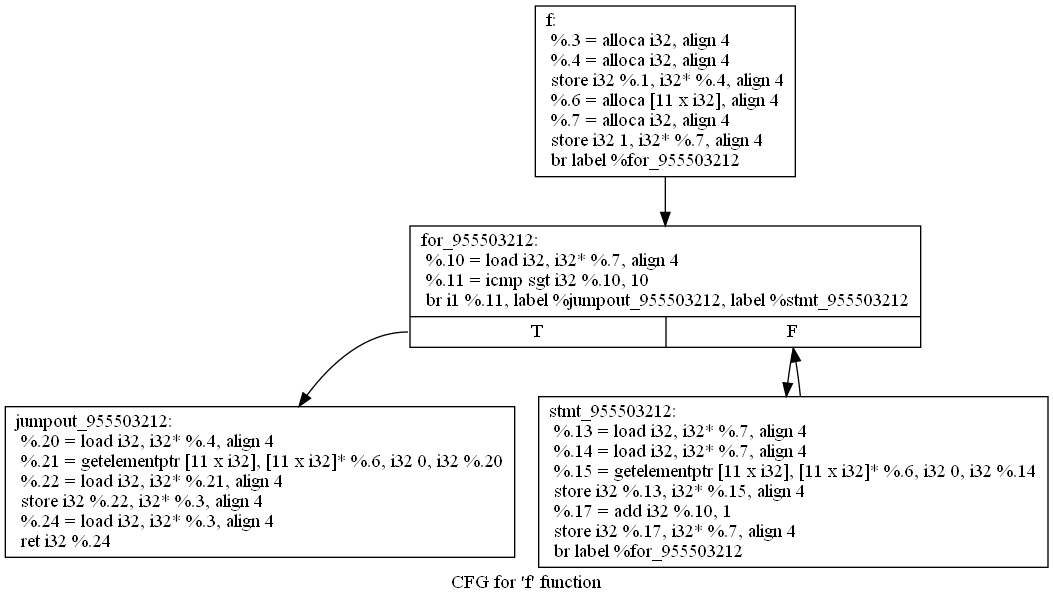 f:
%.3 = alloca i32, align 4
%.4 = alloca i32, align 4
store i32 %.1, i32* %.4, align 4
%.6 = alloca [11 x i32], align 4
%.7 = alloca i32, align 4
store i32 1, i32* %.7, align 4
br label %for_955503212
for_955503212:
%.10 = load i32, i32* %.7, align 4
%.11 = icmp sgt i32 %.10, 10
br i1 %.11, label %jumpout_955503212, label %stmt_955503212
T
F
jumpout_955503212:
%.20 = load i32, i32* %.4, align 4
%.21 = getelementptr [11 x i32], [11 x i32]* %.6, i32 0, i32 %.20
%.22 = load i32, i32* %.21, align 4
store i32 %.22, i32* %.3, align 4
%.24 = load i32, i32* %.3, align 4
ret i32 %.24
stmt_955503212:
%.13 = load i32, i32* %.7, align 4
%.14 = load i32, i32* %.7, align 4
%.15 = getelementptr [11 x i32], [11 x i32]* %.6, i32 0, i32 %.14
store i32 %.13, i32* %.15, align 4
%.17 = add i32 %.10, 1
store i32 %.17, i32* %.7, align 4
br label %for_955503212
CFG for 'f' function